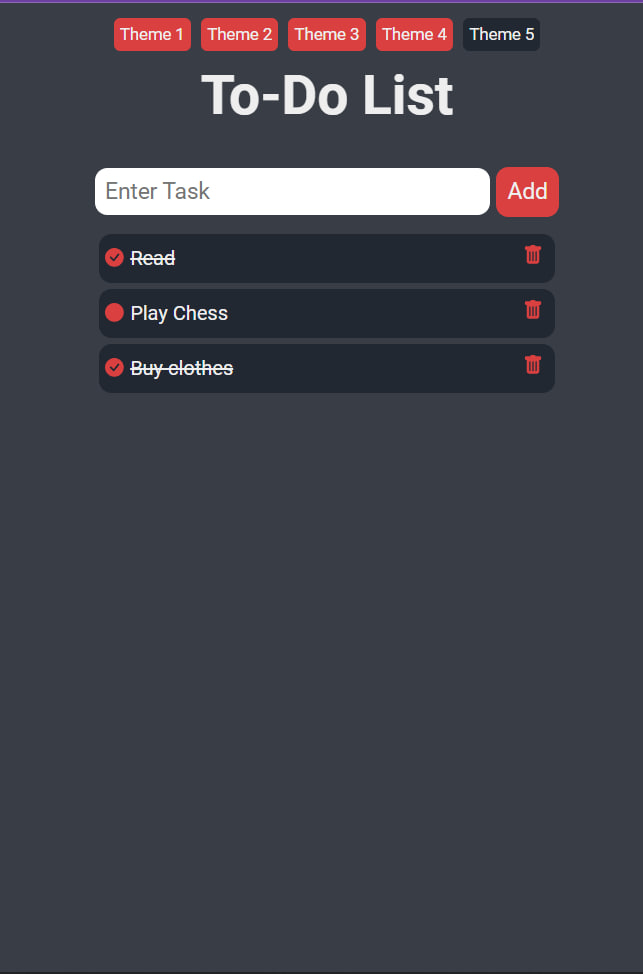 Theme 1 Theme 2 Theme 3 Theme 4 Theme 5
To-Do List
Enter Task Add
Read
Play Chess
Buy clothes